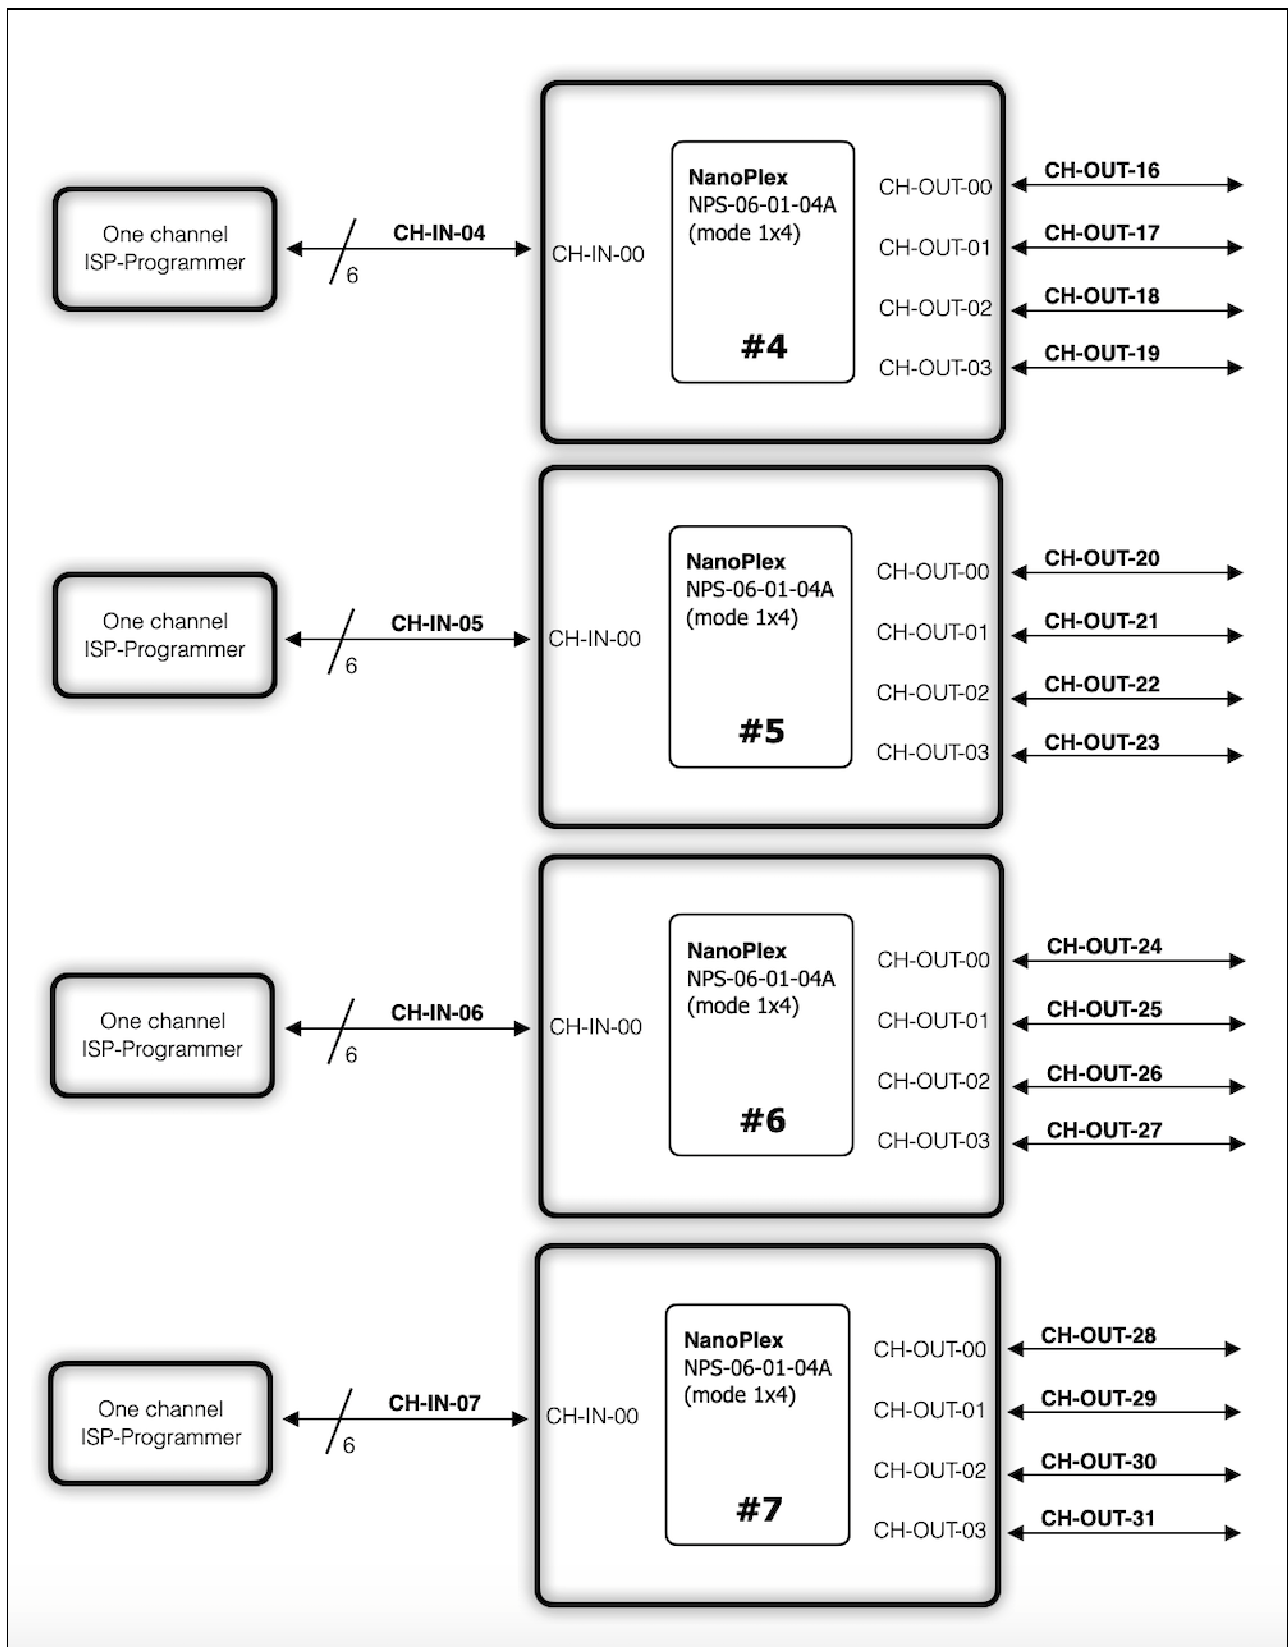 One channel
ISP-Programmer
6
CH-IN-04
CH-IN-00
NanoPlex
NPS-06-01-04A
(mode 1x4)
#4
CH-OUT-00
CH-OUT-01
CH-OUT-02
CH-OUT-03
CH-OUT-16
CH-OUT-17
CH-OUT-18
CH-OUT-19
One channel
ISP-Programmer
6
CH-IN-05
CH-IN-00
NanoPlex
NPS-06-01-04A
(mode 1x4)
#5
CH-OUT-00
CH-OUT-01
CH-OUT-02
CH-OUT-03
CH-OUT-20
CH-OUT-21
CH-OUT-22
CH-OUT-23
One channel
ISP-Programmer
6
CH-IN-06
CH-IN-00
NanoPlex
NPS-06-01-04A
(mode 1x4)
#6
CH-OUT-00
CH-OUT-01
CH-OUT-02
CH-OUT-03
CH-OUT-24
CH-OUT-25
CH-OUT-26
CH-OUT-27
One channel
ISP-Programmer
6
CH-IN-07
CH-IN-00
NanoPlex
NPS-06-01-04A
(mode 1x4)
#7
CH-OUT-00
CH-OUT-01
CH-OUT-02
CH-OUT-03
CH-OUT-28
CH-OUT-29
CH-OUT-30
CH-OUT-31